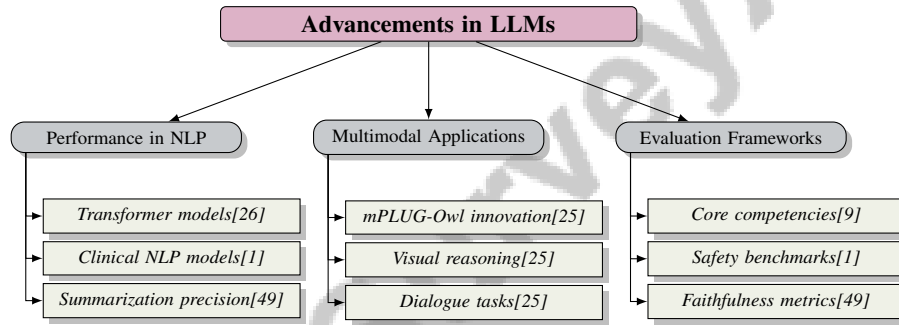 Advancements in LLMs
Performance in NLP
Transformer models[26]
Clinical NLP models[1]
Summarization precision[49]
Multimodal Applications
mPLUG-Owl innovation[25]
Visual reasoning[25]
Dialogue tasks[25]
Evaluation Frameworks
Core competencies[9]
Safety benchmarks[1]
Faithfulness metrics[49]